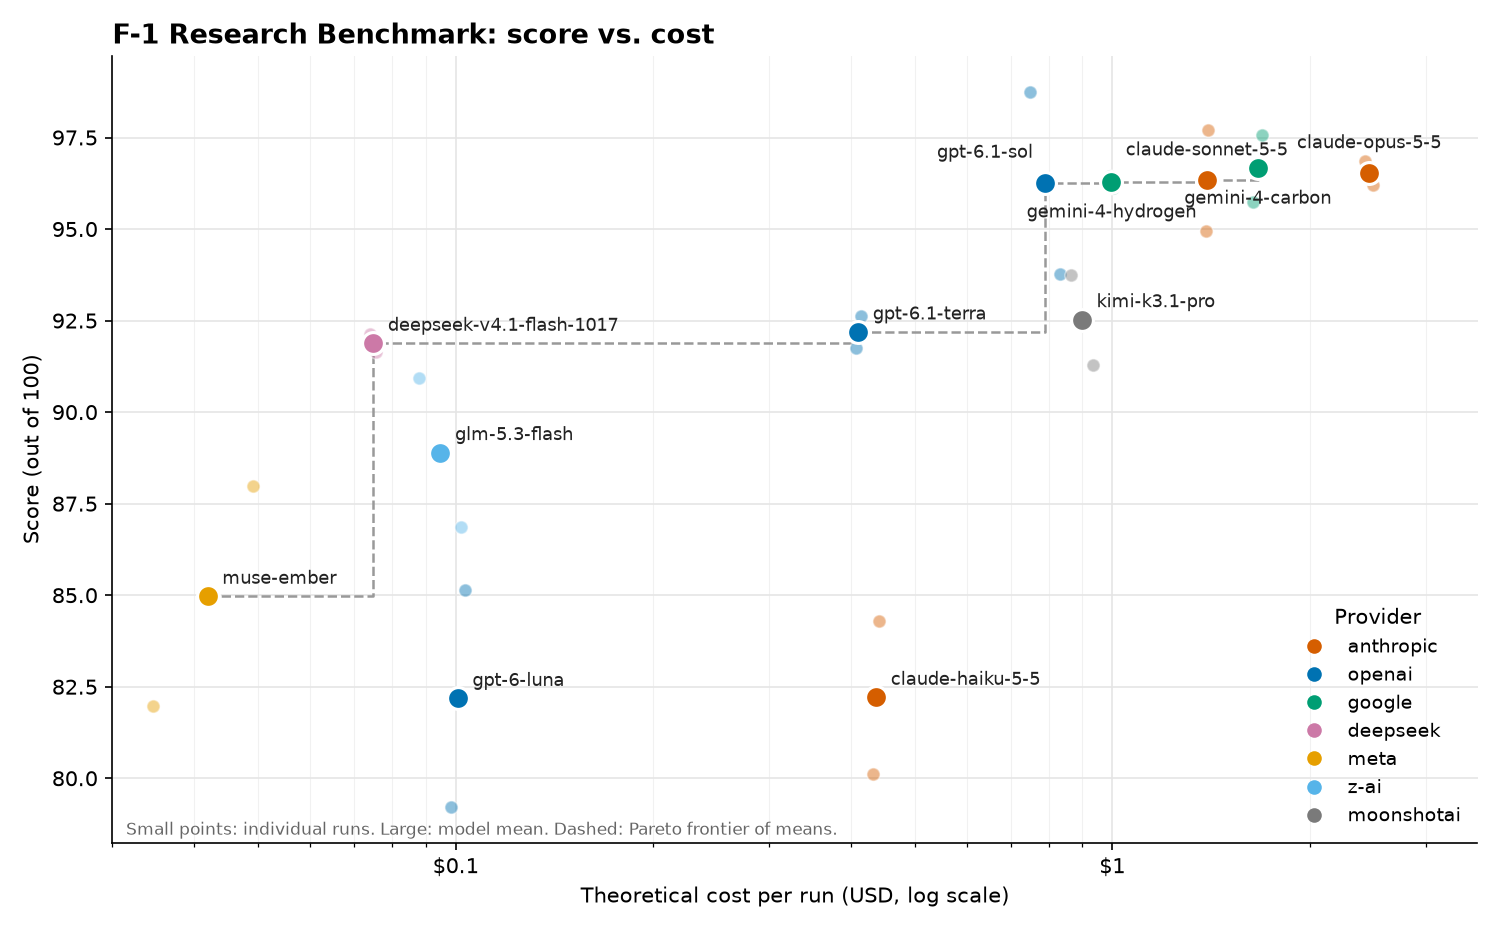 F-1 Research Benchmark: score vs. cost
97.5
95.0
92.5
90.0
87.5
85.0
82.5
80.0
Score (out of 100)
claude-opus-5-5
claude-sonnet-5-5
gpt-6.1-sol
gemini-4-carbon
gemini-4-hydrogen
kimi-k3.1-pro
gpt-6.1-terra
deepseek-v4.1-flash-1017
glm-5.3-flash
muse-ember
gpt-6-luna
claude-haiku-5-5
Provider
anthropic
openai
google
deepseek
meta
z-ai
moonshotai
Small points: individual runs. Large: model mean. Dashed: Pareto frontier of means.
$0.1
$1
Theoretical cost per run (USD, log scale)